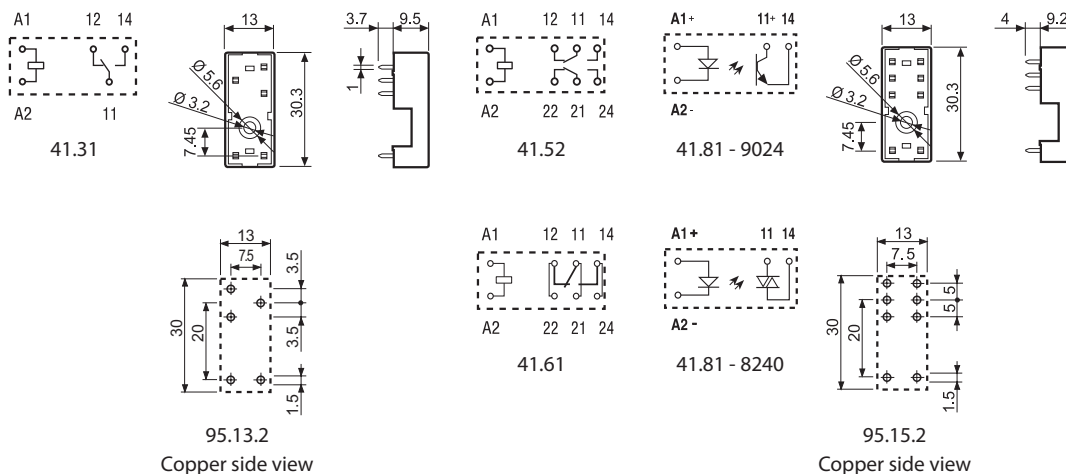 A1 12 14
A2 11
41.31
13
Ø 5.6
Ø 3.2
7.45
30.3
3.7 9.5
1
A1 12 11 14
A2 22 21 24
41.52
A1+ 11+ 14
A2-
41.81 - 9024
13
Ø 5.6
Ø 3.2
7.45
30.3
4 9.2
13
7.5
3.5
30
20
3.5
1.5
95.13.2
Copper side view
A1 12 11 14
A2 22 21 24
41.61
A1+ 11 14
A2-
41.81 - 8240
13
7.5
5
5
30
20
1.5
95.15.2
Copper side view